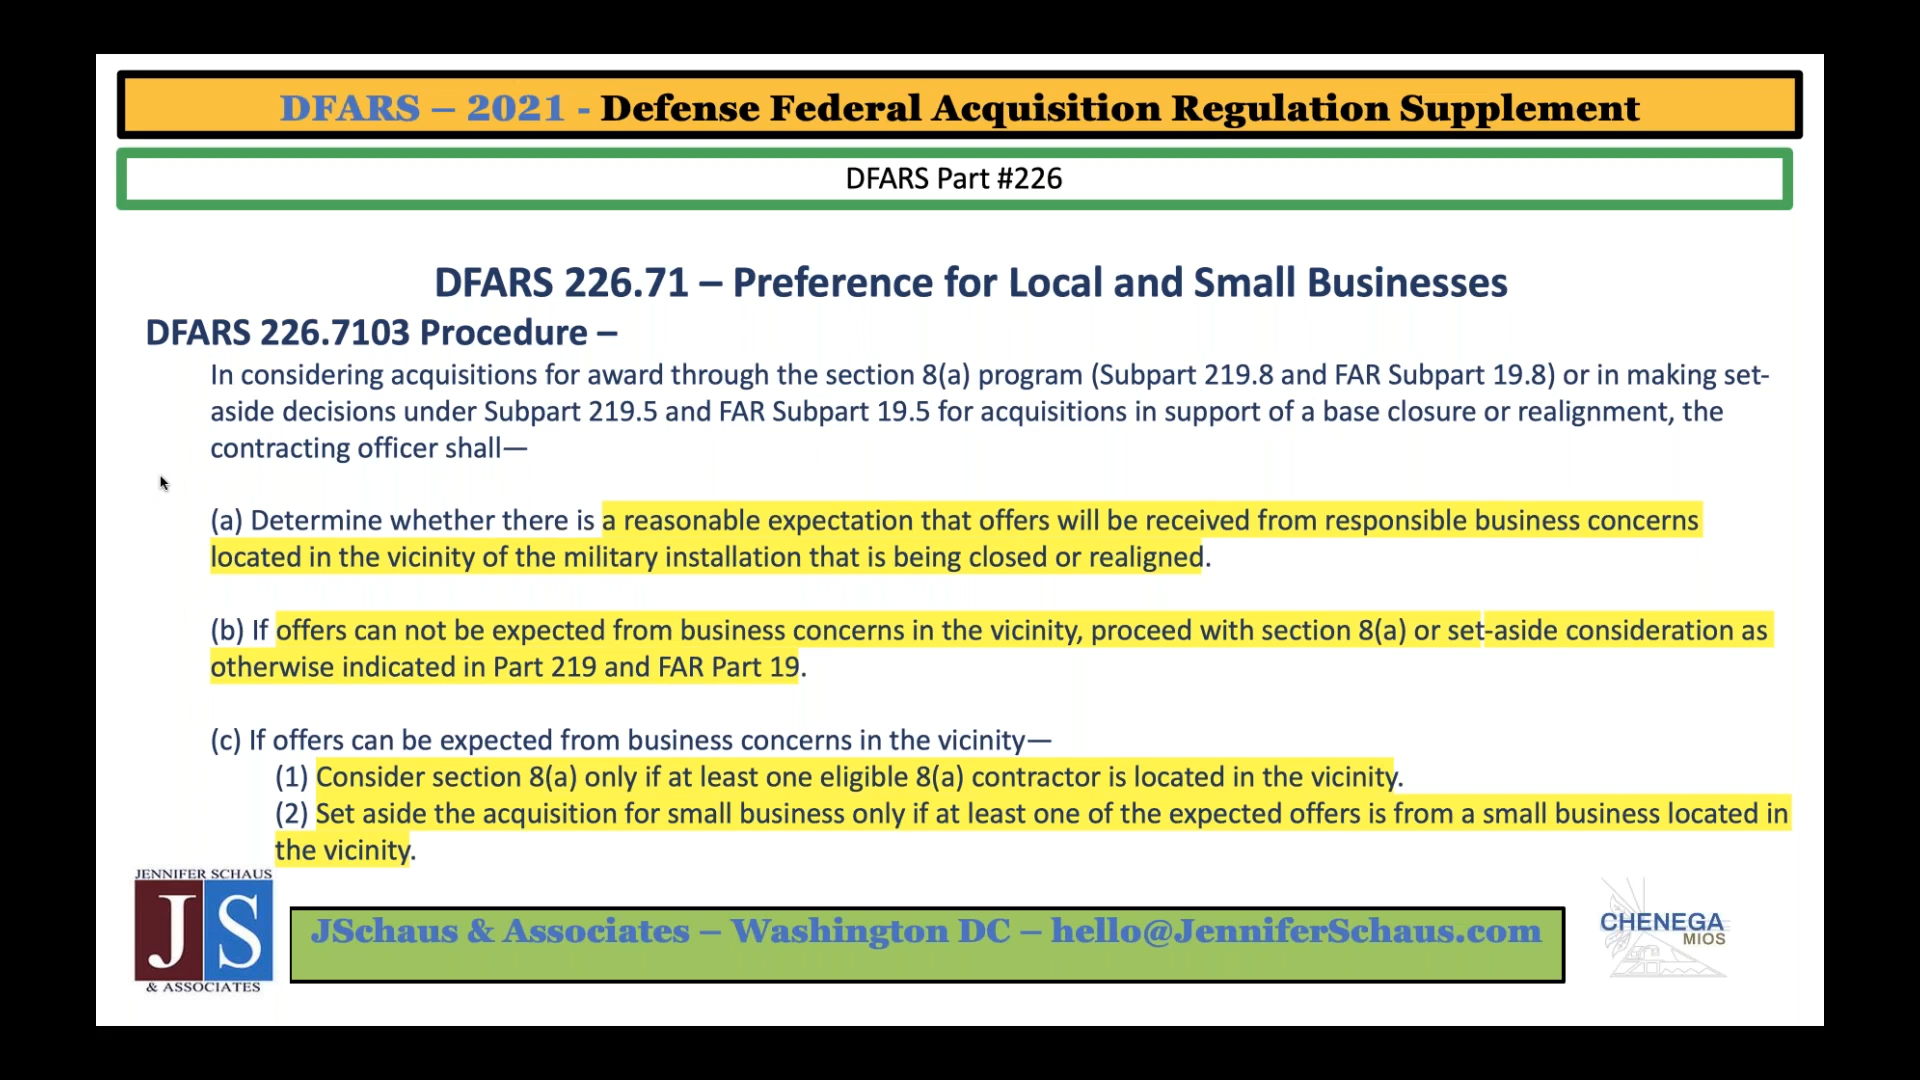 DFARS – 2021 - Defense Federal Acquisition Regulation Supplement
DFARS Part #226
DFARS 226.71 – Preference for Local and Small Businesses
DFARS 226.7103 Procedure –
In considering acquisitions for award through the section 8(a) program (Subpart 219.8 and FAR Subpart 19.8) or in making set-
aside decisions under Subpart 219.5 and FAR Subpart 19.5 for acquisitions in support of a base closure or realignment, the
contracting officer shall—
(a) Determine whether there is a reasonable expectation that offers will be received from responsible business concerns
located in the vicinity of the military installation that is being closed or realigned.
(b) If offers can not be expected from business concerns in the vicinity, proceed with section 8(a) or set-aside consideration as
otherwise indicated in Part 219 and FAR Part 19.
(c) If offers can be expected from business concerns in the vicinity—
(1) Consider section 8(a) only if at least one eligible 8(a) contractor is located in the vicinity.
(2) Set aside the acquisition for small business only if at least one of the expected offers is from a small business located in
the vicinity.
JENNIFER SCHAUS
JS
& ASSOCIATES
JSchaus & Associates – Washington DC – hello@JenniferSchaus.com
CHENEGA
MIOS